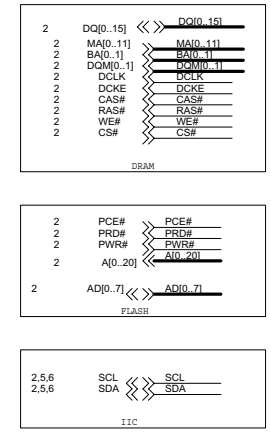 2 DQ[0..15] DQ[0..15]
2 MA[0..11] MA[0..11]
2 BA[0..1] BA[0..1]
2 DQM[0..1] DQM[0..1]
2 DCLK DCLK
2 DCKE DCKE
2 CAS# CAS#
2 RAS# RAS#
2 WE# WE#
2 CS# CS#
DRAM
2 PCE# PCE#
2 PRD# PRD#
2 PWR# PWR#
2 A[0..20] A[0..20]
2 AD[0..7] AD[0..7]
FLASH
2,5,6 SCL SCL
2,5,6 SDA SDA
IIC